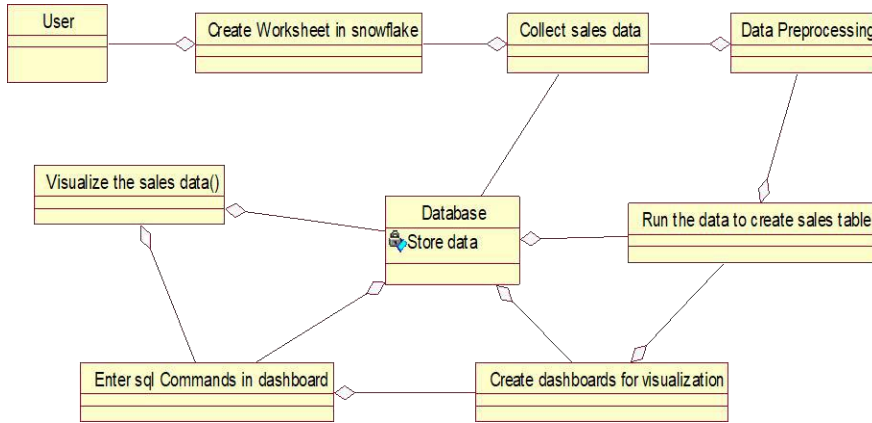 User
Create Worksheet in snowflake
Collect sales data
Data Preprocessing
Visualize the sales data()
Database
Store data
Run the data to create sales table
Enter sql Commands in dashboard
Create dashboards for visualization